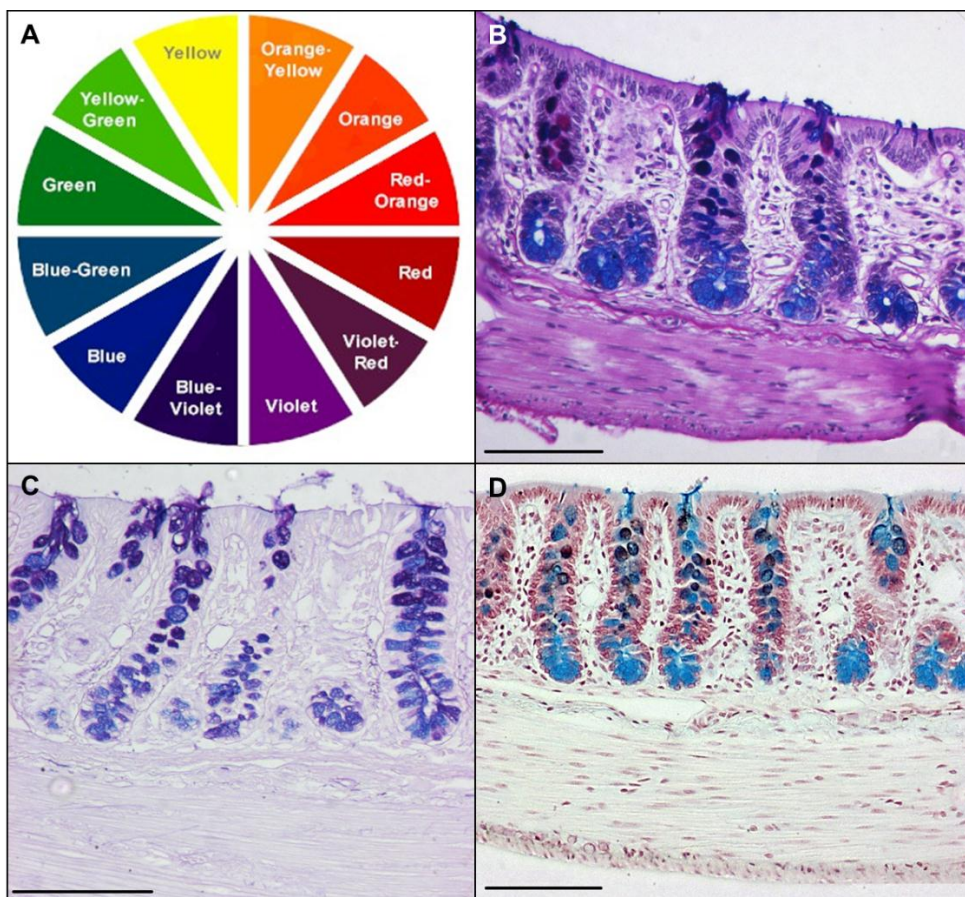 A
Yellow
Orange-
Yellow
Yellow-
Green
Orange
Green
Red-
Orange
Blue-Green
Red
Blue
Violet-
Red
Blue-
Violet
Violet
B
C
D